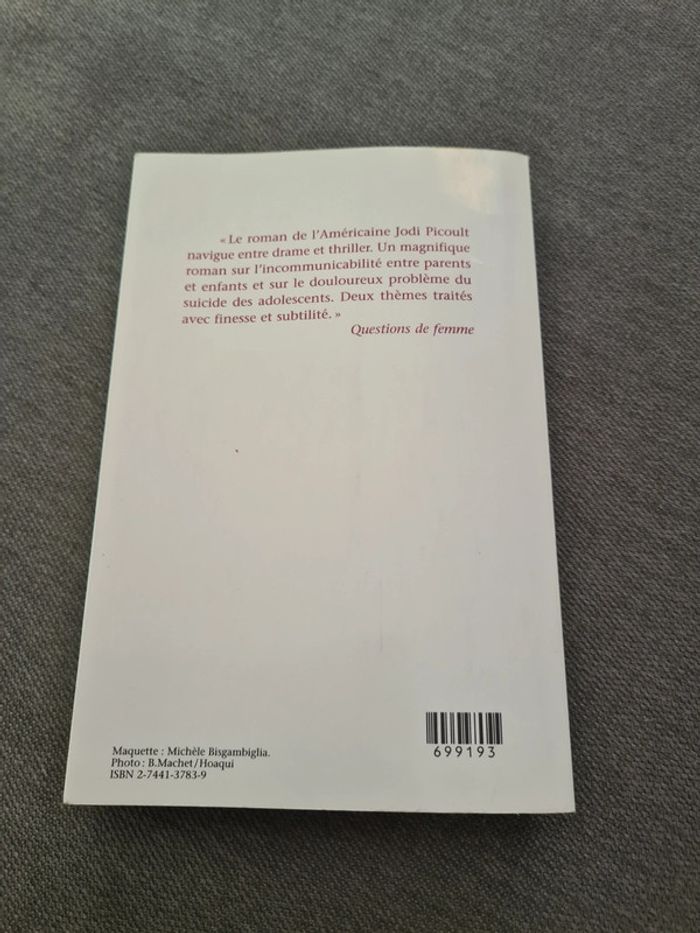 « Le roman de l'Américaine Jodi Picoult
navigue entre drame et thriller. Un magnifique
roman sur l'incommunicabilité entre parents
et enfants et sur le douloureux problème du
suicide des adolescents. Deux thèmes traités
avec finesse et subtilité. »
Questions de femme
699193
Maquette : Michèle Bisgambiglia.
Photo : B.Machet/Hoaqui
ISBN 2-7441-3783-9